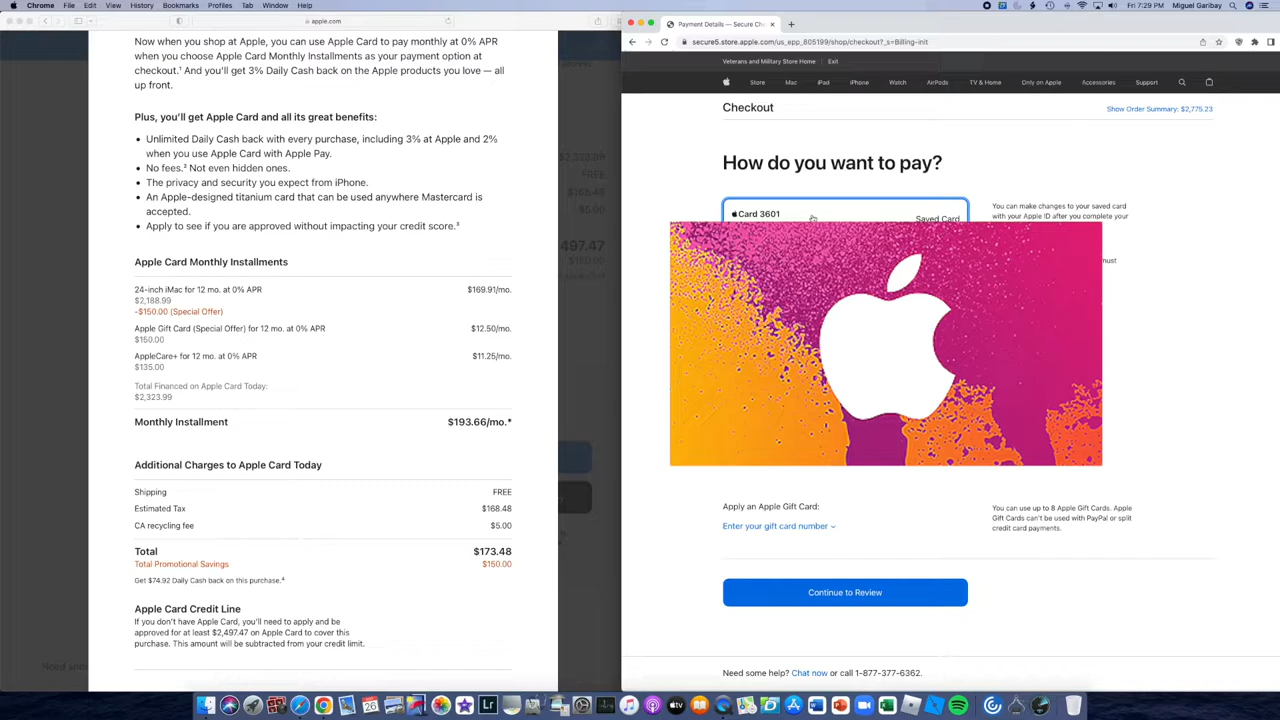 Chrome File Edit View History Bookmarks Profiles Tab Window Help
Miguel Garibay
7:29 PM
apple.com
Now when you shop at Apple, you can use Apple Card to pay monthly at 0% APR
when you choose Apple Card Monthly Installments as your payment option at
checkout.¹ And you'll get 3% Daily Cash back on the Apple products you love — all
up front.
Plus, you'll get Apple Card and all its great benefits:
• Unlimited Daily Cash back with every purchase, including 3% at Apple and 2%
when you use Apple Card with Apple Pay.
• No fees.² Not even hidden ones.
• The privacy and security you expect from iPhone.
• An Apple-designed titanium card that can be used anywhere Mastercard is
accepted.
• Apply to see if you are approved without impacting your credit score.³
Apple Card Monthly Installments
24-inch iMac for 12 mo. at 0% APR $169.91/mo.
$2,188.99
-$150.00 (Special Offer)
Apple Gift Card (Special Offer) for 12 mo. at 0% APR $12.50/mo.
$150.00
AppleCare+ for 12 mo. at 0% APR $11.25/mo.
$135.00
Total Financed on Apple Card Today:
$2,323.99
Monthly Installment $193.66/mo.*
Additional Charges to Apple Card Today
Shipping FREE
Estimated Tax $168.48
CA recycling fee $5.00
Total $173.48
Total Promotional Savings $150.00
Get $74.92 Daily Cash back on this purchase.⁴
Apple Card Credit Line
If you don't have Apple Card, you'll need to apply and be
approved for at least $2,497.47 on Apple Card to cover this
purchase. This amount will be subtracted from your credit limit.
$2,323.99
FREE
$168.48
$5.00
497.47
Payment Details — Secure Che
secure5.store.apple.com/us_epp_805199/shop/checkout?_s=Billing-init
Veterans and Military Store Home Exit
Store Mac iPad iPhone Watch AirPods TV & Home Only on Apple Accessories Support
Checkout
Show Order Summary: $2,775.23
How do you want to pay?
Card 3601
Saved Card
You can make changes to your saved card
with your Apple ID after you complete your
must
Apply an Apple Gift Card:
Enter your gift card number
You can use up to 8 Apple Gift Cards. Apple
Gift Cards can't be used with PayPal or split
credit card payments.
Continue to Review
Need some help? Chat now or call 1-877-377-6362.